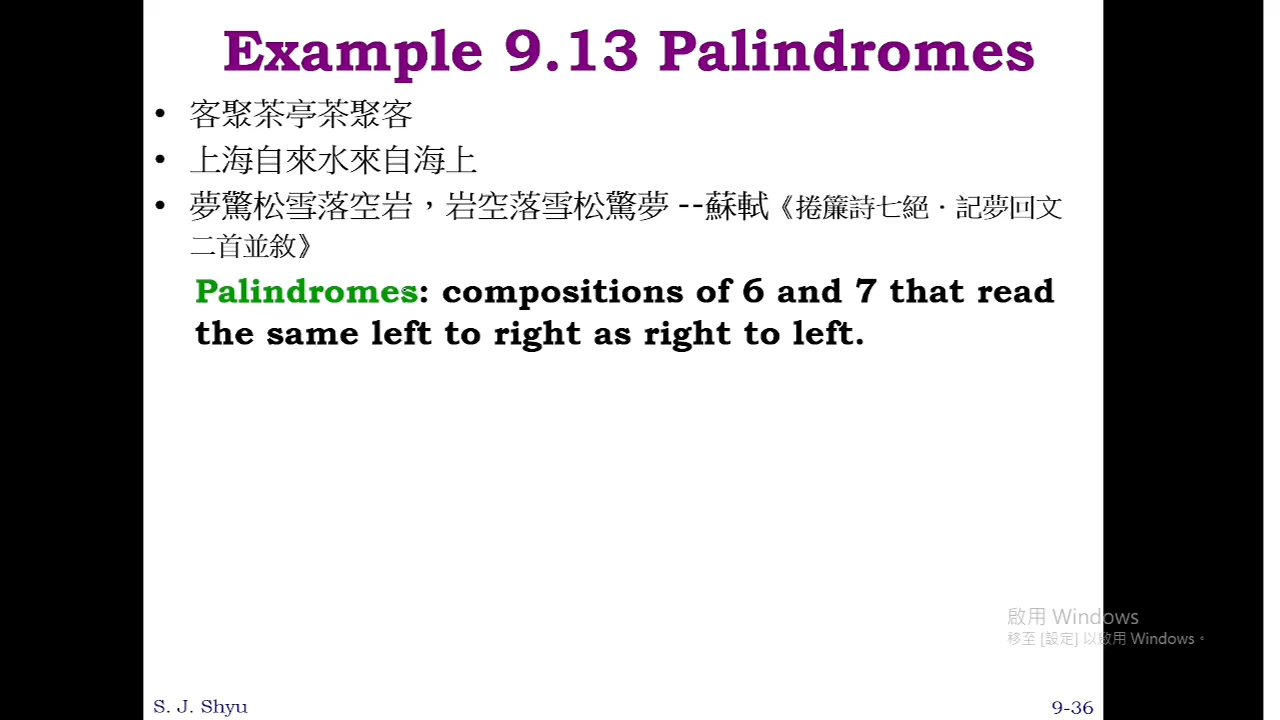 Example 9.13 Palindromes
• 客聚茶亭茶聚客
• 上海自來水來自海上
• 夢驚松雪落空岩，岩空落雪松驚夢 --蘇軾《捲簾詩七絕．記夢回文
二首並敘》
Palindromes: compositions of 6 and 7 that read
the same left to right as right to left.
啟用 Windows
移至 [設定] 以啟用 Windows。
S. J. Shyu
9-36